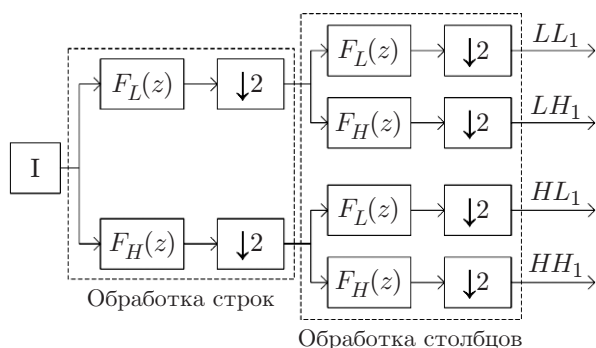 F_L(z) ↓2 LL_1
F_L(z) ↓2
F_H(z) ↓2 LH_1
I
F_L(z) ↓2 HL_1
F_H(z) ↓2
F_H(z) ↓2 HH_1
Обработка строк
Обработка столбцов